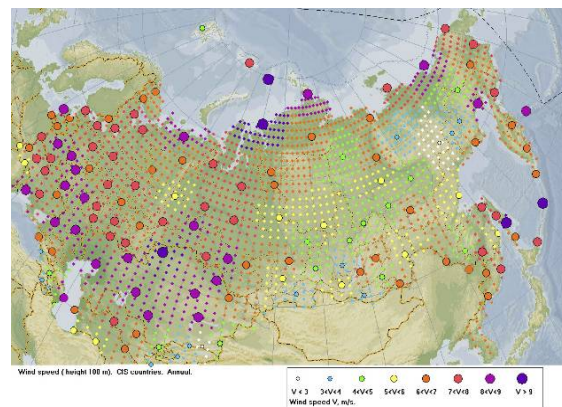 Wind speed ( height 100 m). CIS countries. Annual.
V < 3 3<V<4 4<V<5 5<V<6 6<V<7 7<V<8 8<V<9 V > 9
Wind speed V, m/s.